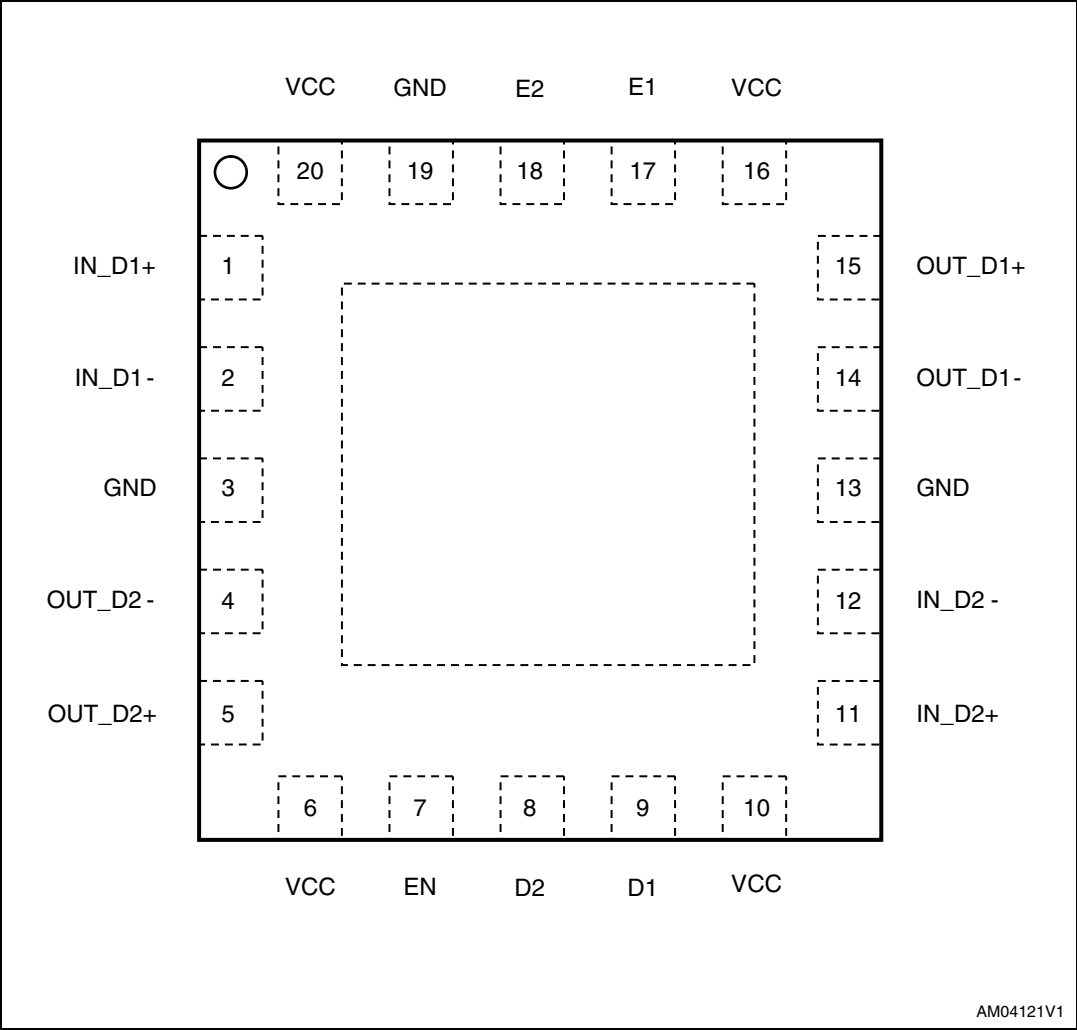 VCC GND E2 E1 VCC
20 19 18 17 16
IN_D1+ 1 15 OUT_D1+
IN_D1- 2 14 OUT_D1-
GND 3 13 GND
OUT_D2- 4 12 IN_D2-
OUT_D2+ 5 11 IN_D2+
6 7 8 9 10
VCC EN D2 D1 VCC
AM04121V1